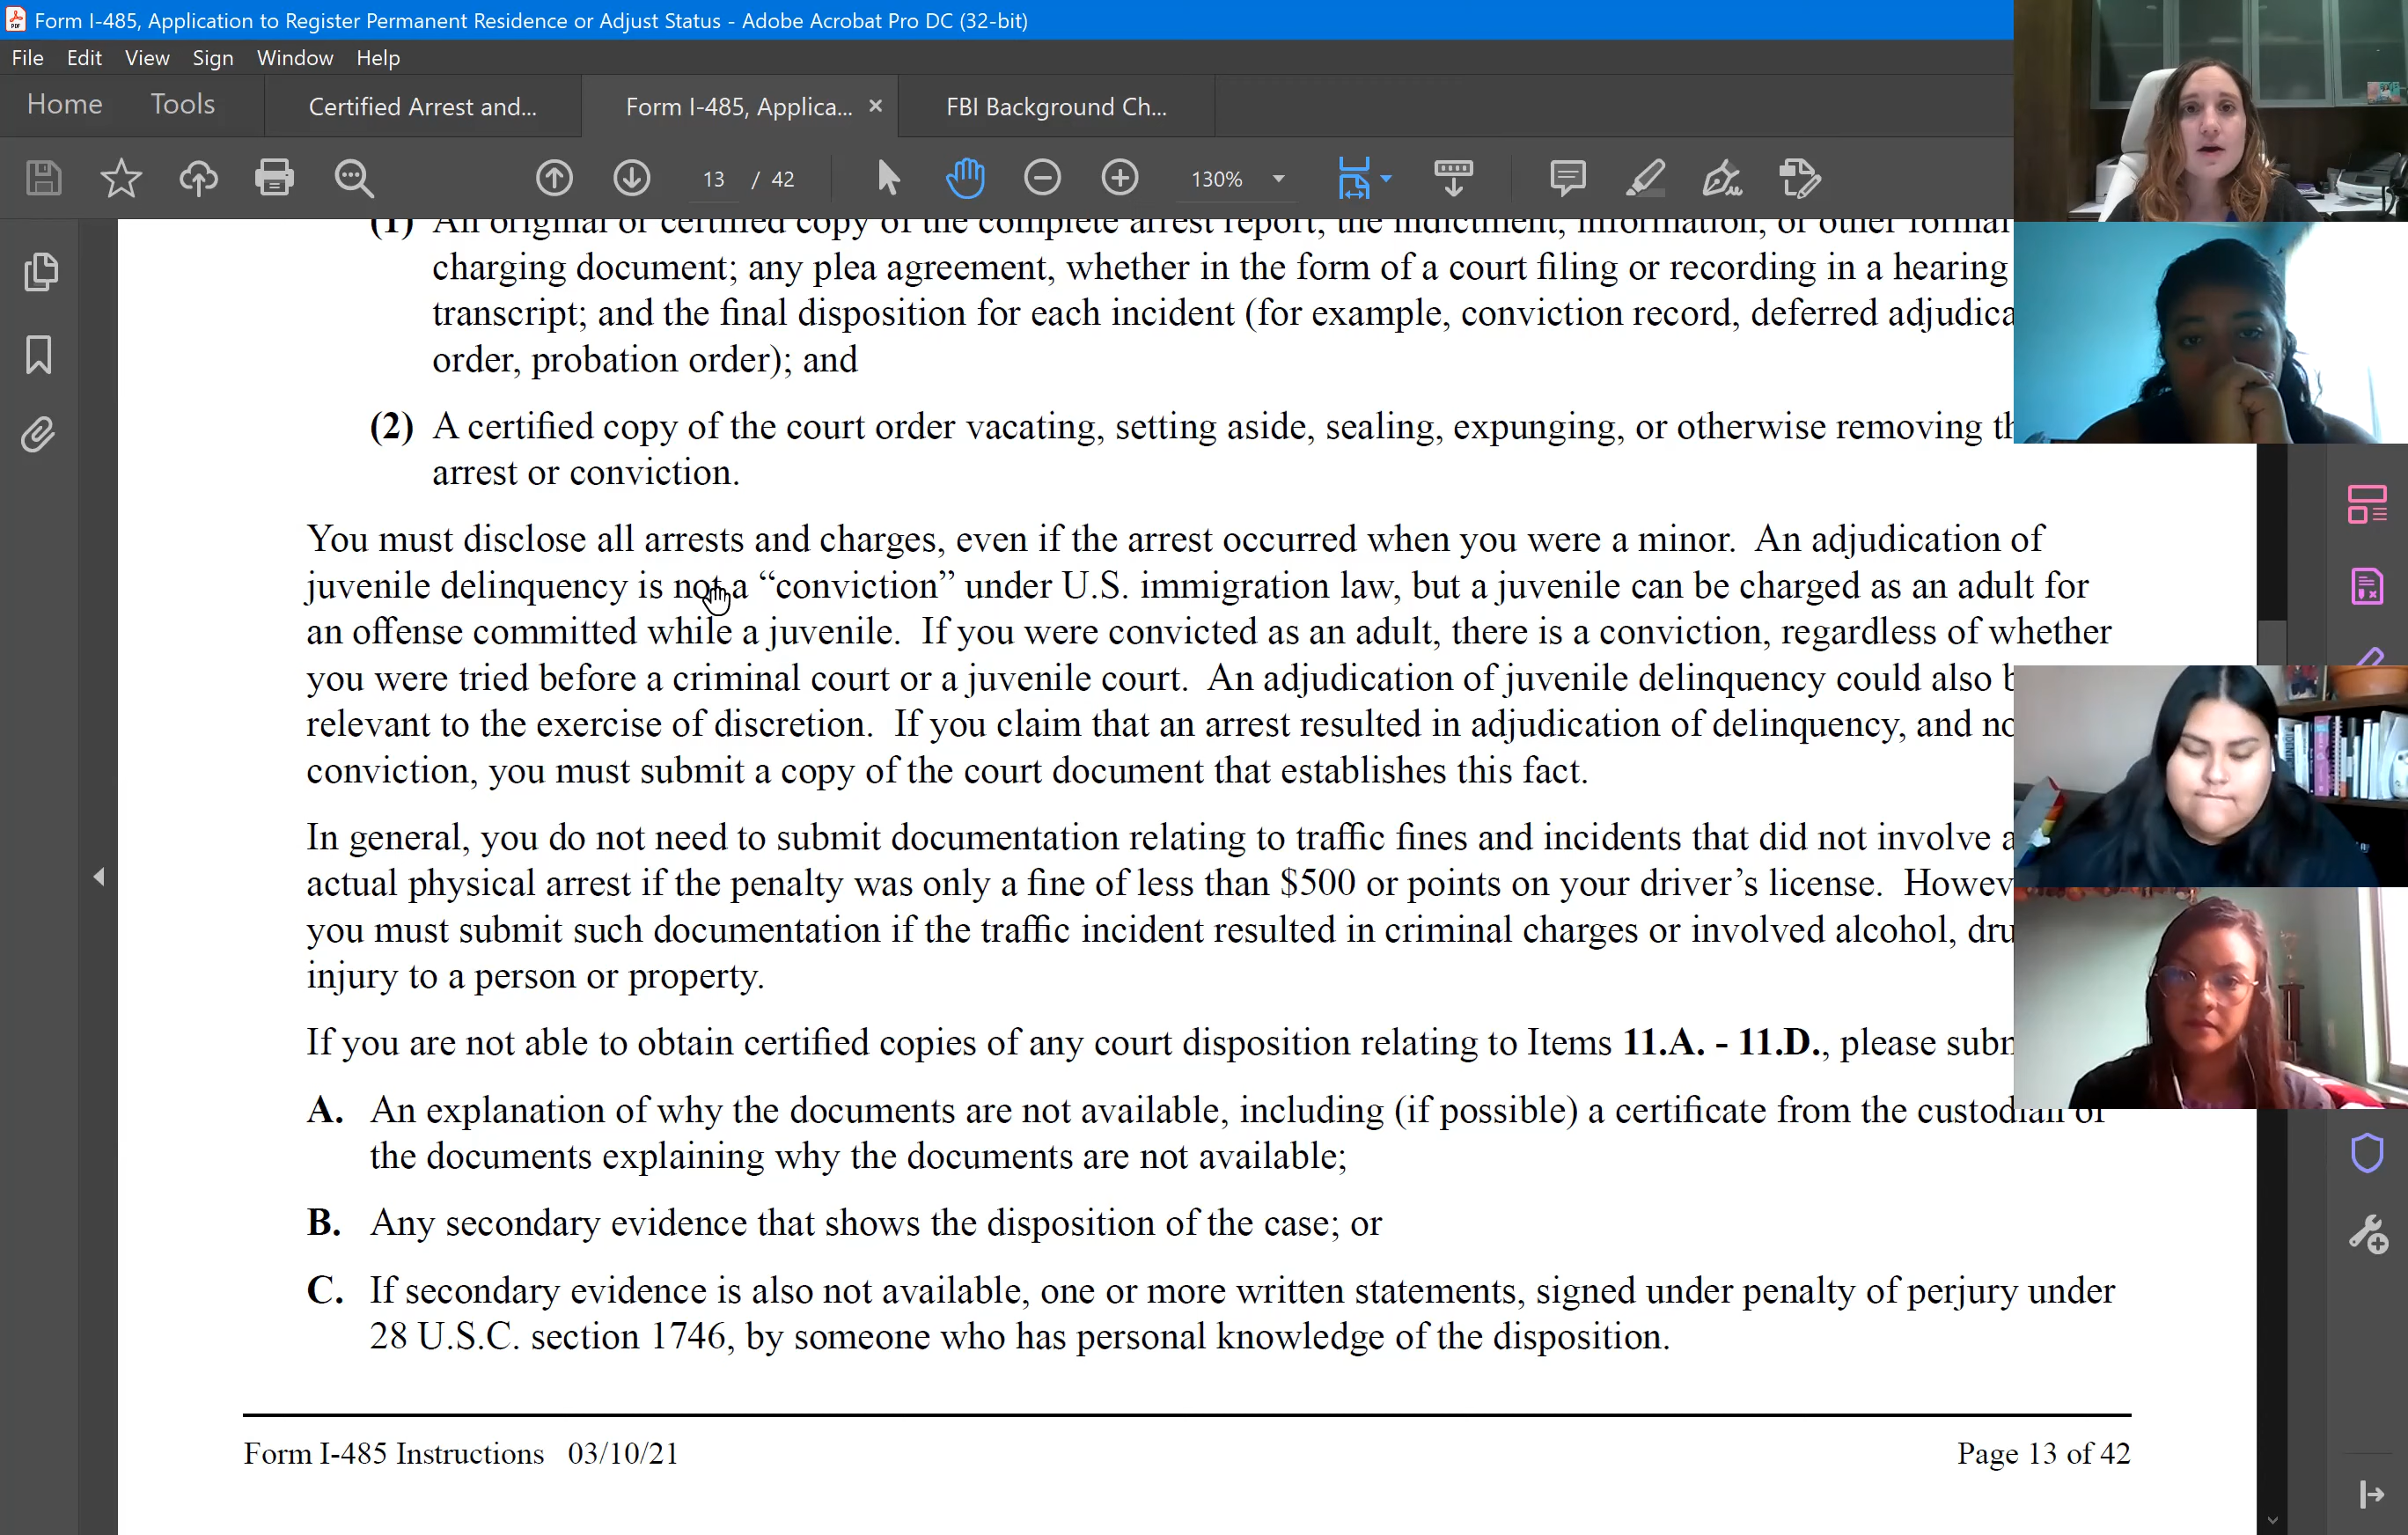 Form I-485, Application to Register Permanent Residence or Adjust Status - Adobe Acrobat Pro DC (32-bit)
File Edit View Sign Window Help
Home Tools Certified Arrest and... Form I-485, Applica... × FBI Background Ch...
13 / 42 130%
(1) An original or certified copy of the complete arrest report, the indictment, information, or other formal
charging document; any plea agreement, whether in the form of a court filing or recording in a hearing
transcript; and the final disposition for each incident (for example, conviction record, deferred adjudica
order, probation order); and
(2) A certified copy of the court order vacating, setting aside, sealing, expunging, or otherwise removing th
arrest or conviction.
You must disclose all arrests and charges, even if the arrest occurred when you were a minor. An adjudication of
juvenile delinquency is not a “conviction” under U.S. immigration law, but a juvenile can be charged as an adult for
an offense committed while a juvenile. If you were convicted as an adult, there is a conviction, regardless of whether
you were tried before a criminal court or a juvenile court. An adjudication of juvenile delinquency could also b
relevant to the exercise of discretion. If you claim that an arrest resulted in adjudication of delinquency, and no
conviction, you must submit a copy of the court document that establishes this fact.
In general, you do not need to submit documentation relating to traffic fines and incidents that did not involve a
actual physical arrest if the penalty was only a fine of less than $500 or points on your driver’s license. Howev
you must submit such documentation if the traffic incident resulted in criminal charges or involved alcohol, dru
injury to a person or property.
If you are not able to obtain certified copies of any court disposition relating to Items 11.A. - 11.D., please subm
A. An explanation of why the documents are not available, including (if possible) a certificate from the custodian of
the documents explaining why the documents are not available;
B. Any secondary evidence that shows the disposition of the case; or
C. If secondary evidence is also not available, one or more written statements, signed under penalty of perjury under
28 U.S.C. section 1746, by someone who has personal knowledge of the disposition.
Form I-485 Instructions 03/10/21 Page 13 of 42